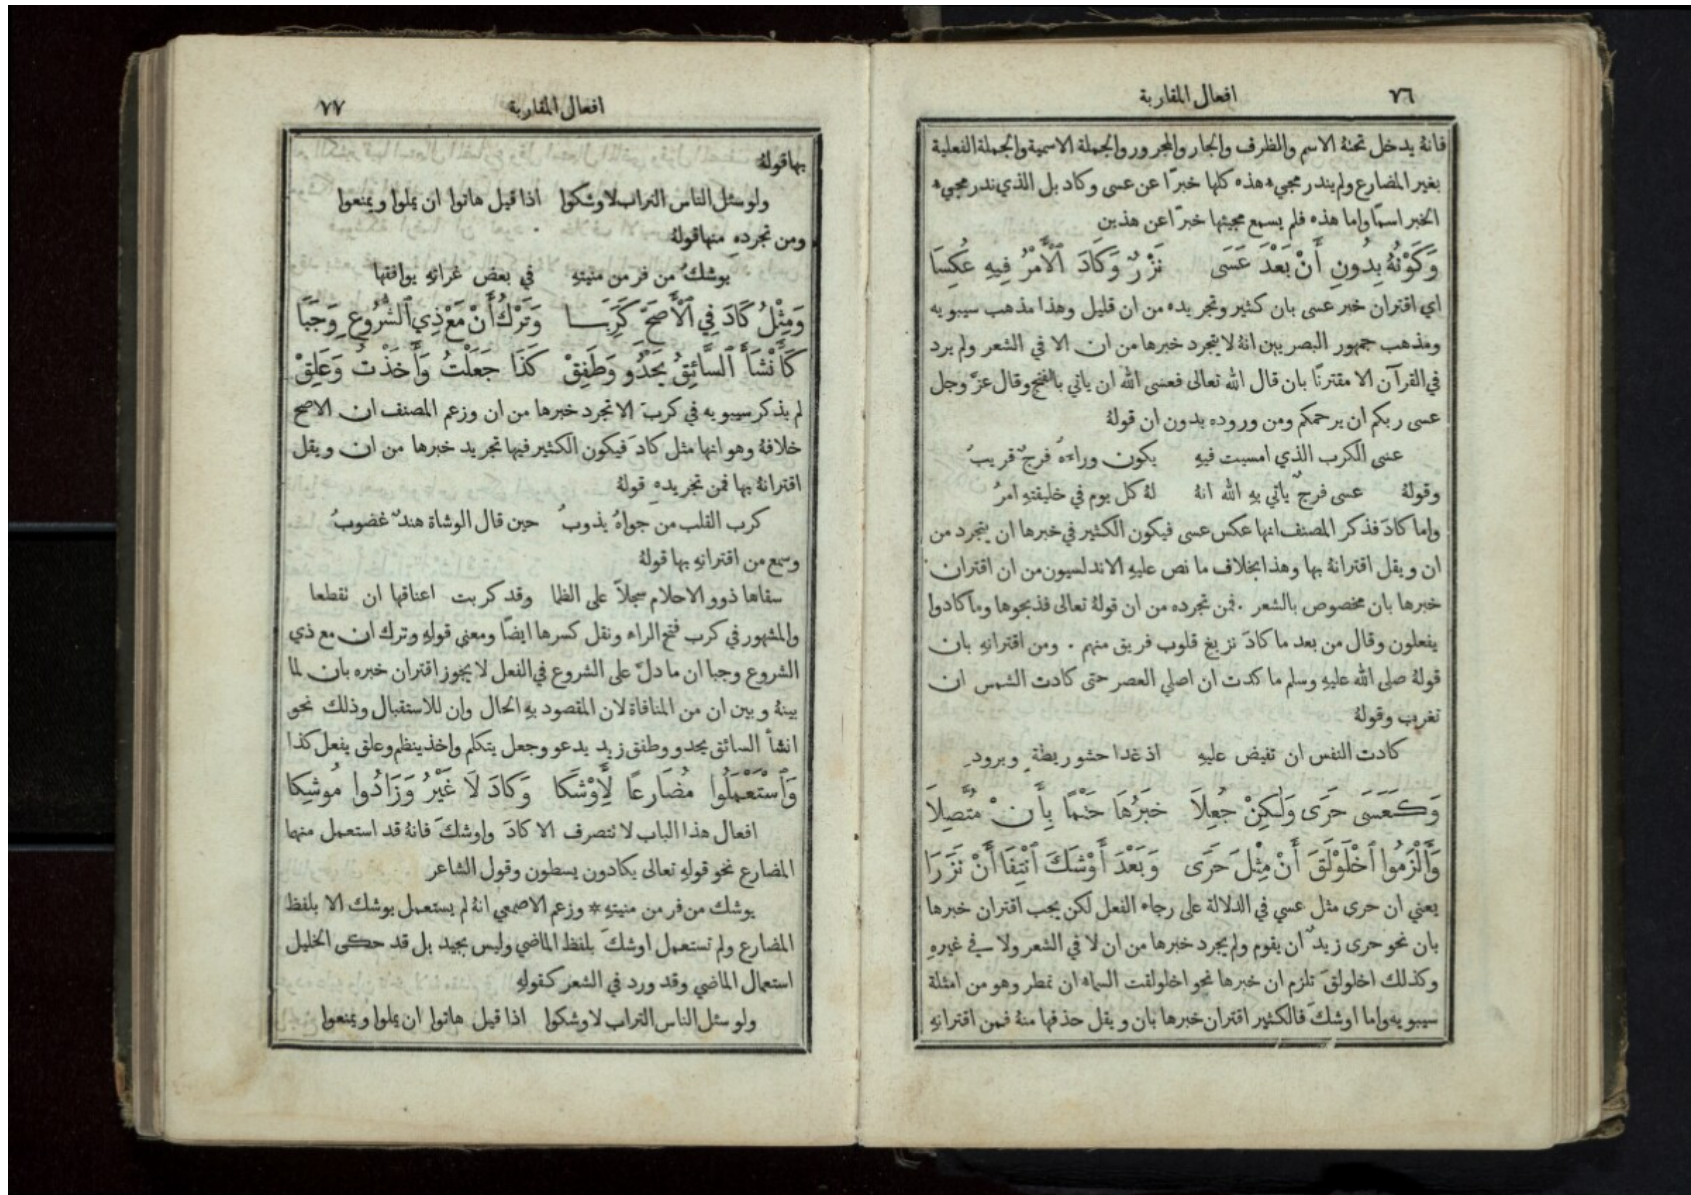 ٧٦ افعال المقاربة
فانهُ يدخل تحتهُ الاسم والظرف والجار والمجرور والجملة الاسمية والجملة الفعلية
بغير المضارع ولم يندر مجيء هذه كلها خبرًا عن عسى وكاد بل الذي ندر مجيء
الخبر اسمًا واما هذه فلم يسمع مجيئها خبرًا عن هذين
وَكَوْنُهُ بِدُونِ أَنْ بَعْدَ عَسَى نَزْرٌ وَكَادَ ٱلْأَمْرُ فِيهِ عُكِسَا
اي اقتران خبر عسى بان كثير وتجريده من ان قليل وهذا مذهب سيبويه
ومذهب جمهور البصريين انهُ لا يتجرد خبرها من ان الا في الشعر ولم يرد
في القرآن الا مقترنًا بان قال الله تعالى فعسى الله ان ياتي بالفتح وقال عزَّ وجل
عسى ربكم ان يرحمكم ومن وروده بدون ان قولهُ
عسى الكرب الذي امسيت فيهِ يكون وراءهُ فرجٌ قريبُ
وقولهُ عسى فرجٌ ياتي بهِ الله انهُ لهُ كل يوم في خليقتهِ امرُ
واما كادَ فذكر المصنف انها عكس عسى فيكون الكثير في خبرها ان يتجرد من
ان ويقل اقترانهُ بها وهذا بخلاف ما نص عليهِ الاندلسيون من ان اقتران
خبرها بان مخصوص بالشعر . فمن تجرده من ان قولهُ تعالى فذبحوها وما كادوا
يفعلون وقال من بعد ما كادَ تزيغ قلوب فريق منهم . ومن اقترانهِ بان
قولهُ صلى الله عليهِ وسلم ما كدت ان اصلي العصر حتى كادت الشمس ان
تغرب وقولهُ
كادت النفس ان تفيض عليهِ اذ غدا حشو ريطةٍ وبرودِ
وَكَعَسَى حَرَى وَلٰكِنْ جُعِلَا خَبَرُهَا حَتْمًا بِأَنْ مُتَّصِلَا
وَأَلْزَمُوا ٱخْلَوْلَقَ أَنْ مِثْلَ حَرَى وَبَعْدَ أَوْشَكَ ٱنْتِفَا أَنْ نَزَرَا
يعني ان حرى مثل عسي في الدلالة على رجاء الفعل لكن يجب اقتران خبرها
بان نحو حرى زيدٌ ان يقوم ولم يجرد خبرها من ان لا في الشعر ولا في غيرهِ
وكذلك اخلولقَ تلزم ان خبرها نحو اخلولقت السماء ان تمطر وهو من امثلة
سيبويه واما اوشكَ فالكثير اقتران خبرها بان ويقل حذفها منهُ فمن اقترانهِ
افعال المقاربة ٧٧
بها قولهُ
ولو سئل الناس التراب لاوشكوا اذا قيل هاتوا ان يملوا ويمنعوا
ومن تجردهِ منها قولهُ
يوشكُ من فر من منيتهِ في بعض غراتهِ يوافقها
وَمِثْلُ كَادَ فِي ٱلْأَصَحِّ كَرَبَا وَتَرْكُ أَنْ مَعْ ذِي ٱلشُّرُوعِ وَجَبَا
كَأَنْشَأَ ٱلسَّائِقُ يَحْدُو وَطَفِقْ كَذَا جَعَلْتُ وَأَخَذْتُ وَعَلِقْ
لم يذكر سيبويه في كربَ الا تجرد خبرها من ان وزعم المصنف ان الاصح
خلافهُ وهو انها مثل كادَ فيكون الكثير فيها تجريد خبرها من ان ويقل
اقترانهُ بها فمن تجريدهِ قولهُ
كرب القلب من جواهُ يذوبُ حين قال الوشاة هندٌ غضوبُ
وسمع من اقترانهِ بها قولهُ
سقاها ذوو الاحلام سجلًا على الظما وقد كربت اعناقها ان تقطعا
والمشهور في كرب فتح الراء ونقل كسرها ايضًا ومعنى قولهِ وترك ان مع ذي
الشروع وجبا ان ما دلَّ على الشروع في الفعل لا يجوز اقتران خبره بان لما
بينهُ وبين ان من المنافاة لان المقصود بهِ الحال وان للاستقبال وذلك نحو
انشأ السائق يحدو وطفق زيد يدعو وجعل يتكلم واخذ ينظم وعلق يفعل كذا
وَٱسْتَعْمَلُوا مُضَارِعًا لِأَوْشَكَا وَكَادَ لَا غَيْرُ وَزَادُوا مُوشِكَا
افعال هذا الباب لا تتصرف الا كادَ واوشكَ فانهُ قد استعمل منها
المضارع نحو قولهِ تعالى يكادون يسطون وقول الشاعر
يوشك من فر من منيتهِ * وزعم الاصمعي انهُ لم يستعمل يوشك الا بلفظ
المضارع ولم تستعمل اوشكَ بلفظ الماضي وليس بجيد بل قد حكى الخليل
استعمال الماضي وقد ورد في الشعر كقولهِ
ولو سئل الناس التراب لاوشكوا اذا قيل هاتوا ان يملوا ويمنعوا